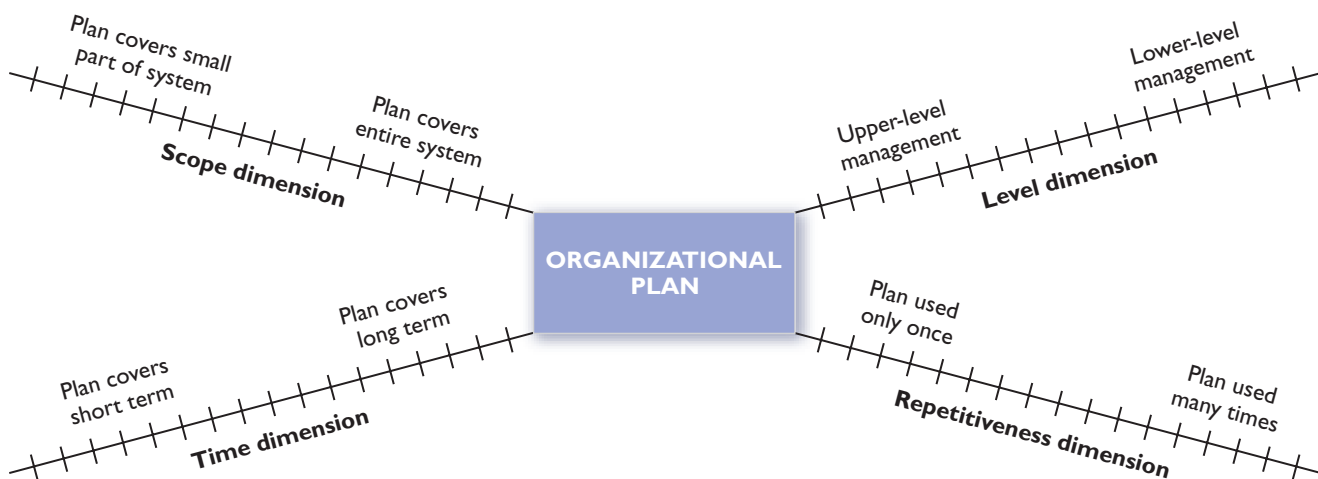 Plan covers small
part of system
Plan covers
entire system
Scope dimension
Upper-level
management
Lower-level
management
Level dimension
ORGANIZATIONAL
PLAN
Plan covers
short term
Plan covers
long term
Time dimension
Plan used
only once
Plan used
many times
Repetitiveness dimension